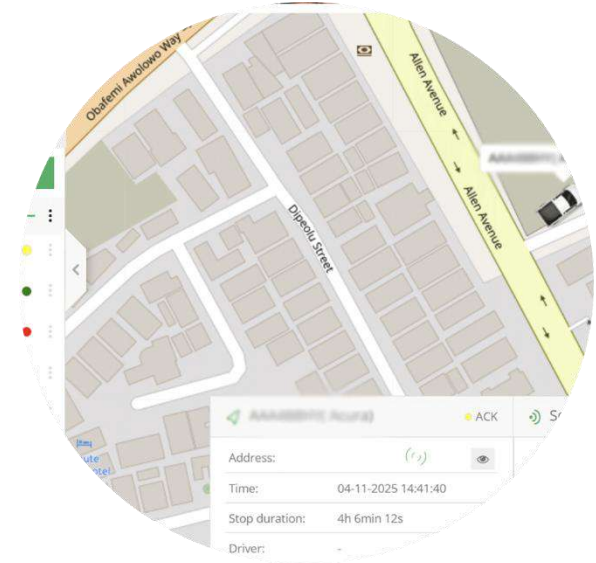 Obafemi Awolowo Way
Allen Avenue
Allen Avenue
Dipeolu Street
Acura)
ACK
Address:
Time: 04-11-2025 14:41:40
Stop duration: 4h 6min 12s
Driver: -